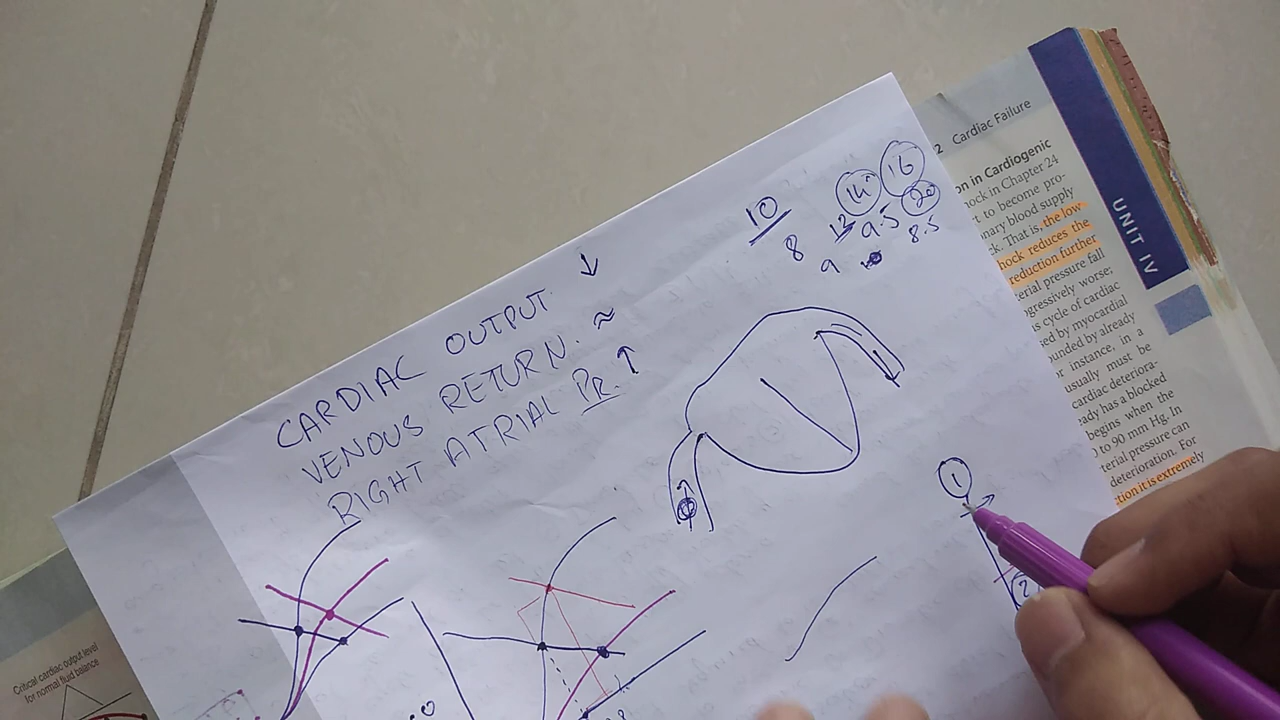 CARDIAC OUTPUT ↓
VENOUS RETURN. ≈
RIGHT ATRIAL PR. ↑
10
8
9
12
14
9.5
16
20
8.5
1
2
2 Cardiac Failure
on in Cardiogenic
hock in Chapter 24
t to become pro-
nary blood supply
k. That is, the low
hock reduces the
reduction further
terial pressure fall
ogressively worse;
s cycle of cardiac
sed by myocardial
ounded by already
r instance, in a
usually must be
cardiac deteriora-
eady has a blocked
begins when the
0 to 90 mm Hg. In
terial pressure can
deterioration. For
tion it is extremely
UNIT IV
Critical cardiac output level
for normal fluid balance